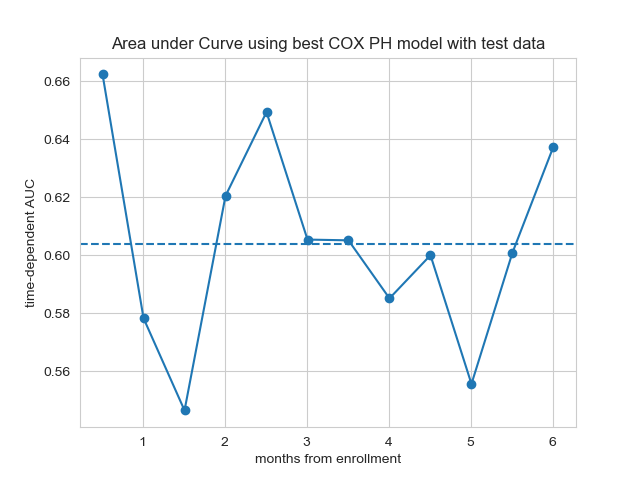 Area under Curve using best COX PH model with test data
time-dependent AUC
0.66
0.64
0.62
0.60
0.58
0.56
1 2 3 4 5 6
months from enrollment